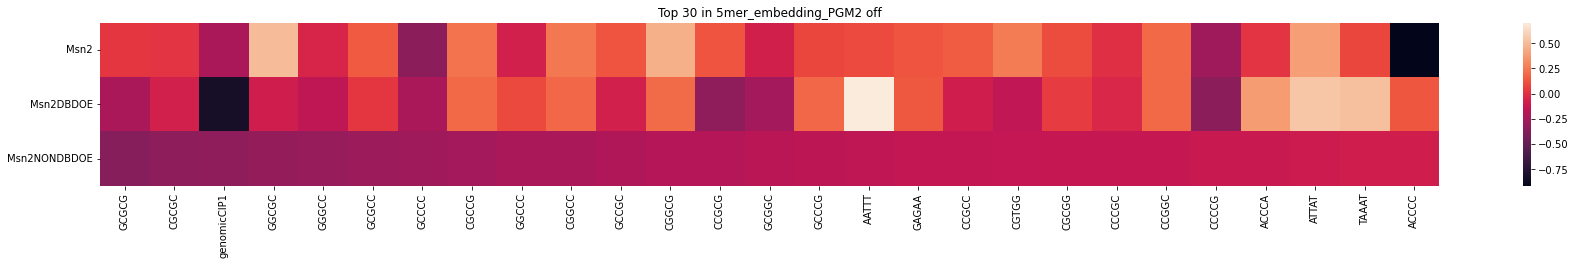 Top 30 in 5mer_embedding_PGM2 off
Msn2
Msn2DBDOE
Msn2NONDBDOE
GCGCG
CGCGC
genomicCIP1
GGCGC
GGGCC
GCGCC
GCCCC
CGCCG
GGCCC
CGGCC
GCCGC
CGGCG
CCGCG
GCGGC
GCCCG
AATTT
GAGAA
CCGCC
CGTGG
CGCGG
CCCGC
CCGGC
CCCCG
ACCCA
ATTAT
TAAAT
ACCCC
0.50
0.25
0.00
−0.25
−0.50
−0.75